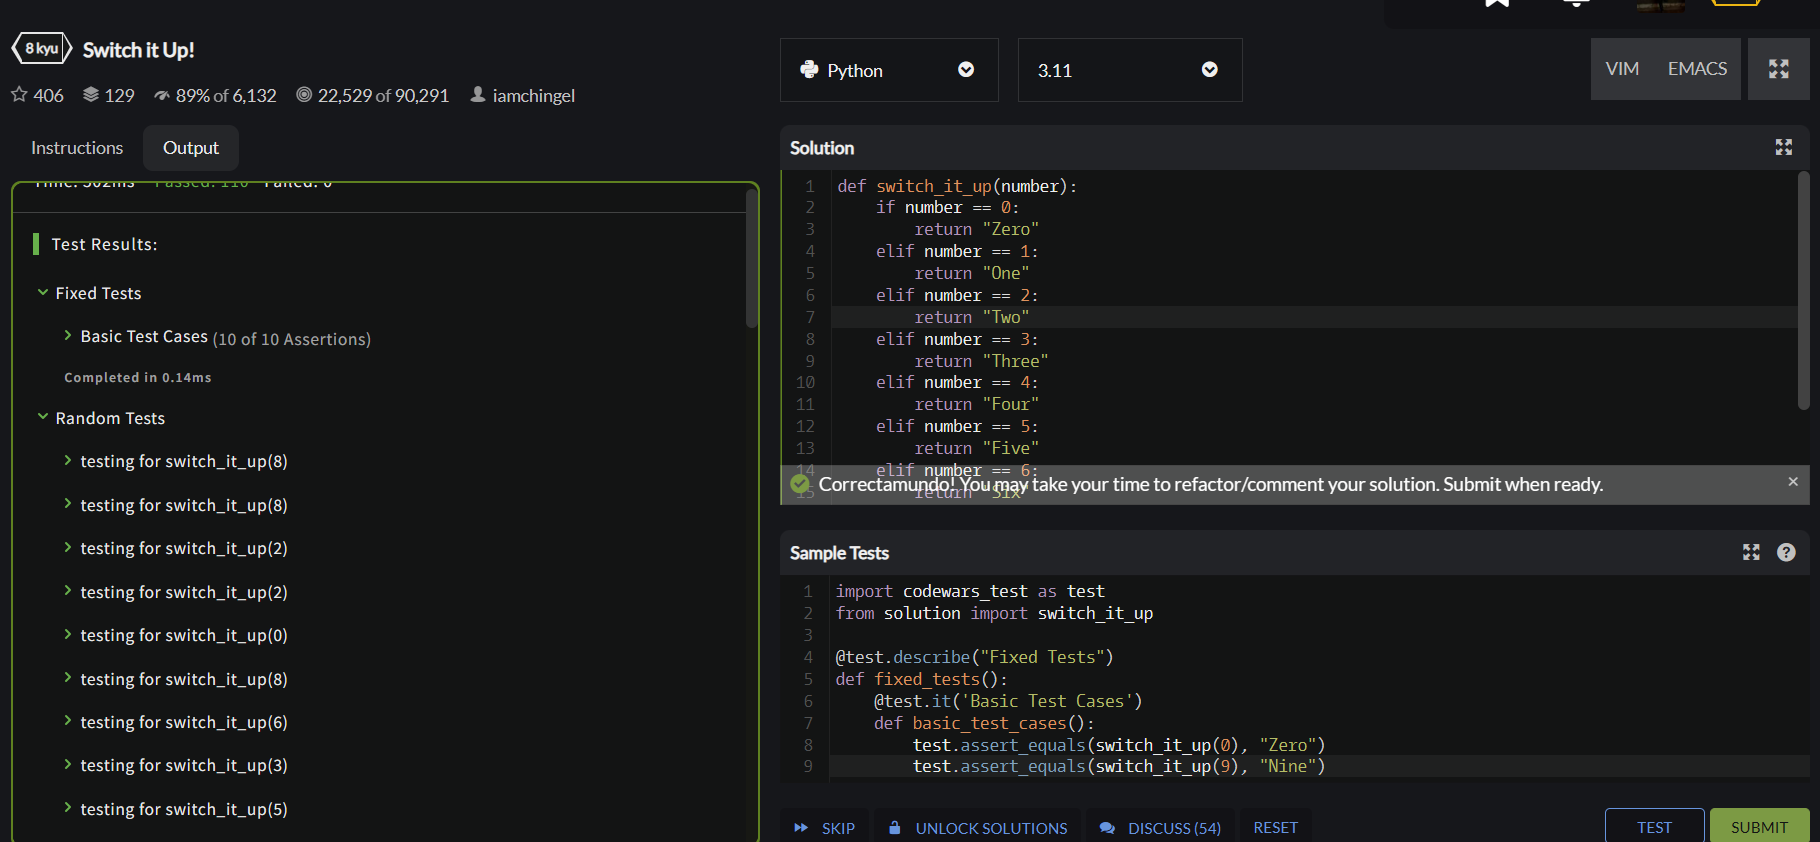 8 kyu Switch it Up!
406 129 89% of 6,132 22,529 of 90,291 iamchingel
Instructions Output
Time: 302ms Passed: 110 Failed: 0
Test Results:
Fixed Tests
Basic Test Cases (10 of 10 Assertions)
Completed in 0.14ms
Random Tests
testing for switch_it_up(8)
testing for switch_it_up(8)
testing for switch_it_up(2)
testing for switch_it_up(2)
testing for switch_it_up(0)
testing for switch_it_up(8)
testing for switch_it_up(6)
testing for switch_it_up(3)
testing for switch_it_up(5)
Python 3.11 VIM EMACS
Solution
1 def switch_it_up(number):
2 if number == 0:
3 return "Zero"
4 elif number == 1:
5 return "One"
6 elif number == 2:
7 return "Two"
8 elif number == 3:
9 return "Three"
10 elif number == 4:
11 return "Four"
12 elif number == 5:
13 return "Five"
14 elif number == 6:
15 return "Six"
Correctamundo! You may take your time to refactor/comment your solution. Submit when ready.
Sample Tests
1 import codewars_test as test
2 from solution import switch_it_up
3
4 @test.describe("Fixed Tests")
5 def fixed_tests():
6 @test.it('Basic Test Cases')
7 def basic_test_cases():
8 test.assert_equals(switch_it_up(0), "Zero")
9 test.assert_equals(switch_it_up(9), "Nine")
SKIP UNLOCK SOLUTIONS DISCUSS (54) RESET TEST SUBMIT